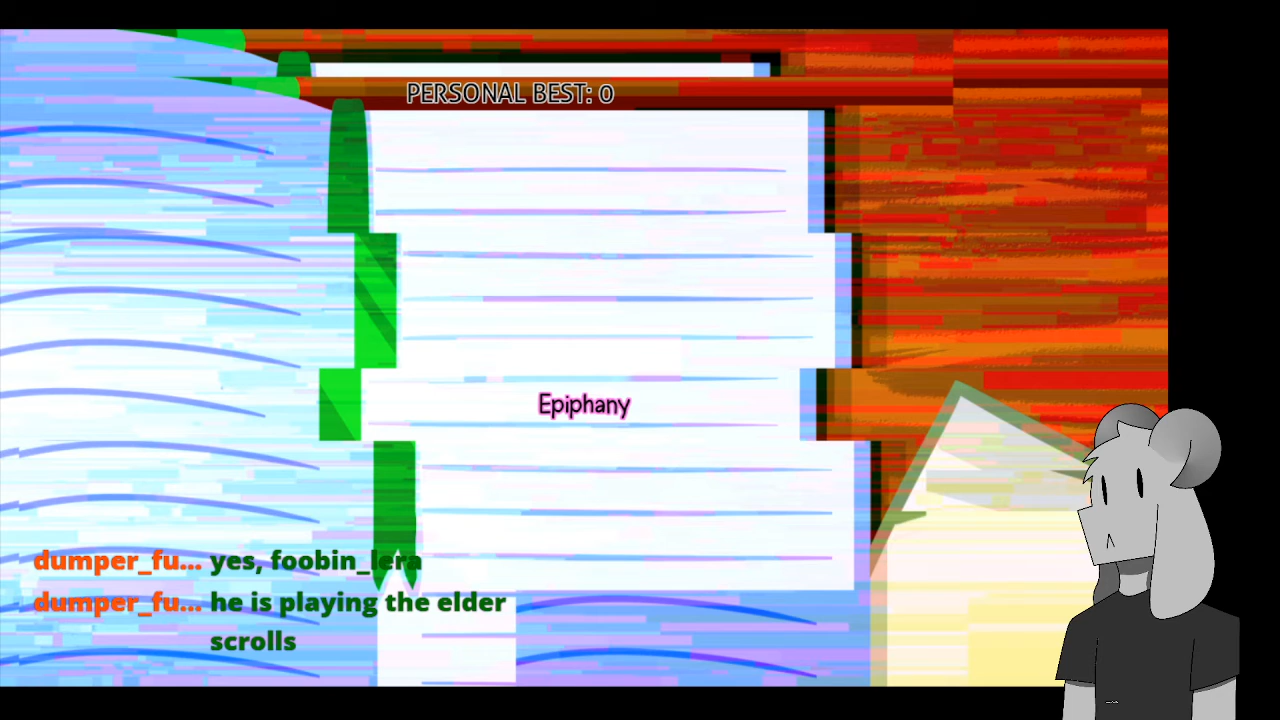 PERSONAL BEST: 0
Epiphany
dumper_fu... yes, foobin_lera
dumper_fu... he is playing the elder
scrolls